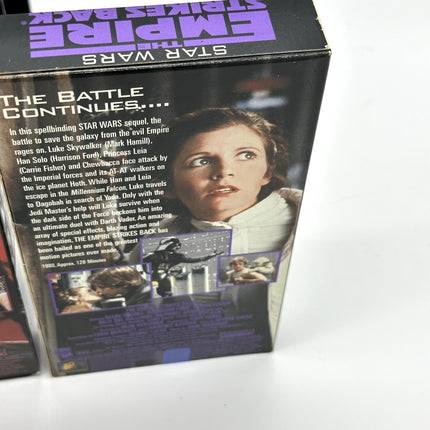 STAR WARS
THE
EMPIRE
STRIKES BACK
THE BATTLE
CONTINUES....
In this spellbinding STAR WARS sequel, the
battle to save the galaxy from the evil Empire
rages on. Luke Skywalker (Mark Hamill),
Han Solo (Harrison Ford), Princess Leia
(Carrie Fisher) and Chewbacca face attack by
the Imperial forces and its AT-AT walkers on
the ice planet Hoth. While Han and Leia
escape in the Millennium Falcon, Luke travels
to Dagobah in search of Yoda. Only with the
Jedi Master's help will Luke survive when
the dark side of the Force beckons him into
an ultimate duel with Darth Vader. An amazing
array of special effects, blazing action and
imagination, THE EMPIRE STRIKES BACK has
been hailed as one of the greatest
motion pictures ever made.
1980. Approx. 128 Minutes